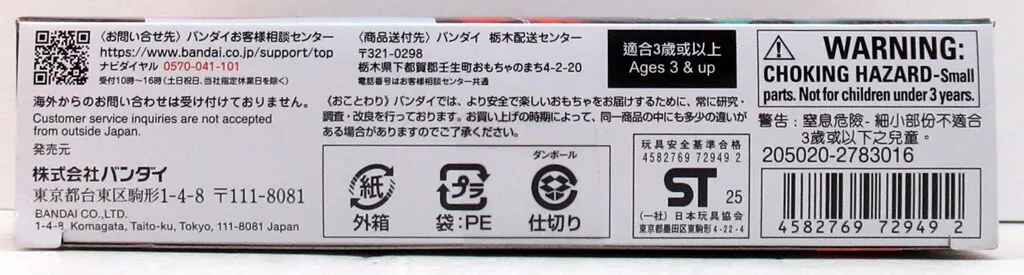 〈お問い合せ先〉バンダイお客様相談センター
https://www.bandai.co.jp/support/top
ナビダイヤル 0570-041-101
受付10時〜16時(土日祝日、当社指定休業日を除く)
海外からのお問い合わせは受け付けておりません。
Customer service inquiries are not accepted
from outside Japan.
発売元
株式会社バンダイ
東京都台東区駒形1-4-8 〒111-8081
BANDAI CO.,LTD.
1-4-8, Komagata, Taito-ku, Tokyo, 111-8081 Japan
〈商品送付先〉バンダイ 栃木配送センター
〒321-0298
栃木県下都賀郡壬生町おもちゃのまち4-2-20
電話番号はお客様相談センター共通
適合3歳或以上
Ages 3 & up
《おことわり》バンダイでは、より安全で楽しいおもちゃをお届けするために、常に研究・
調査・改良を行っております。お買い上げの時期によって、同一商品の中にも多少の違いが
ある場合がありますのでご了承ください。
紙
外箱
プラ
袋:PE
ダンボール
仕切り
玩具安全基準合格
4582769 72949 2
ST 25
(一社)日本玩具協会
東京都墨田区東駒形4-22-4
WARNING:
CHOKING HAZARD-Small
parts. Not for children under 3 years.
警告:窒息危險-細小部份不適合
3歲或以下之兒童。
205020-2783016
4 582769 72949 2